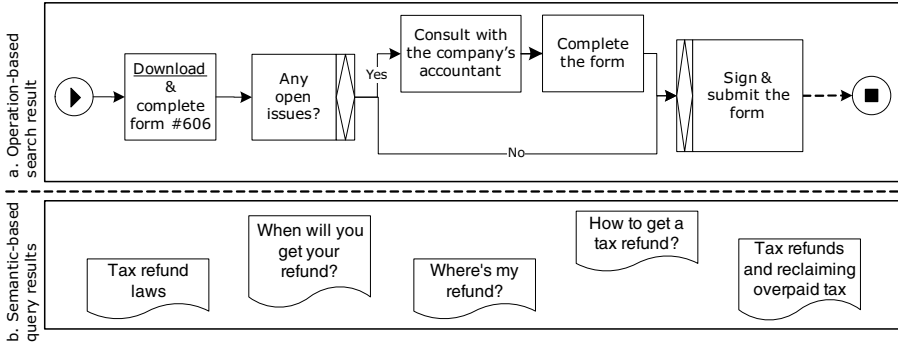 a. Operation-based
search result
Download
&
complete
form #606
Any
open
issues?
Yes
Consult with
the company's
accountant
Complete
the form
No
Sign &
submit the
form
b. Semantic-based
query results
Tax refund
laws
When will you
get your
refund?
Where's my
refund?
How to get a
tax refund?
Tax refunds
and reclaiming
overpaid tax